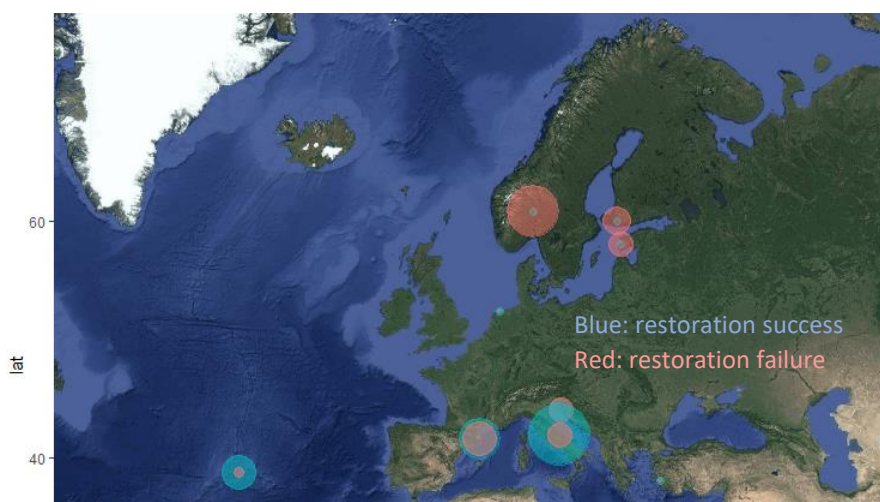 60
Blue: restoration success
Red: restoration failure
lat
40